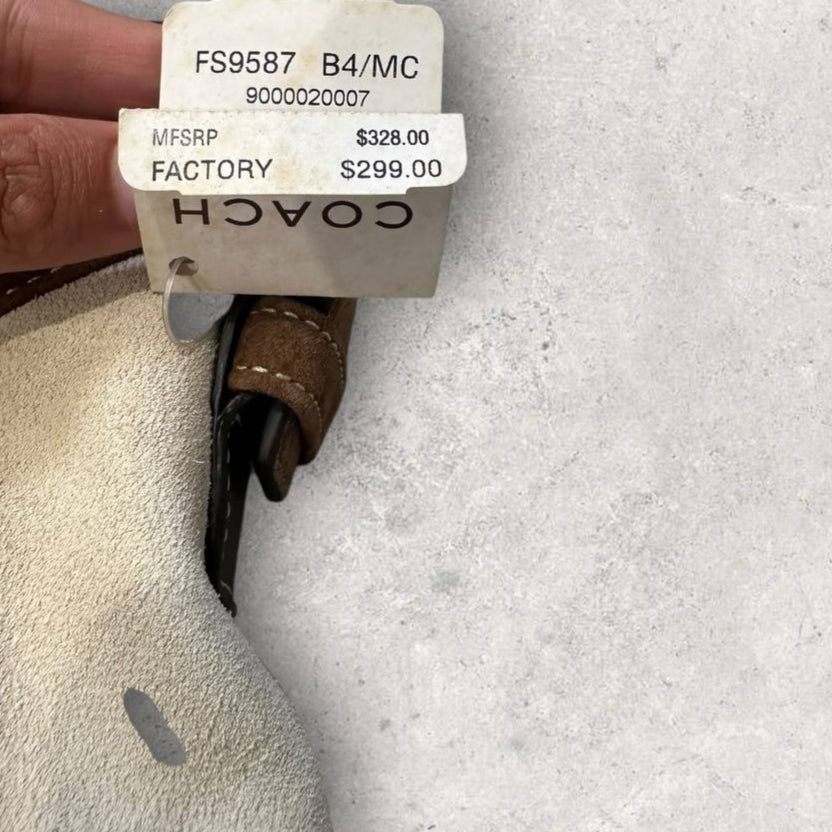 FS9587 B4/MC
9000020007
MFSRP $328.00
FACTORY $299.00
COACH